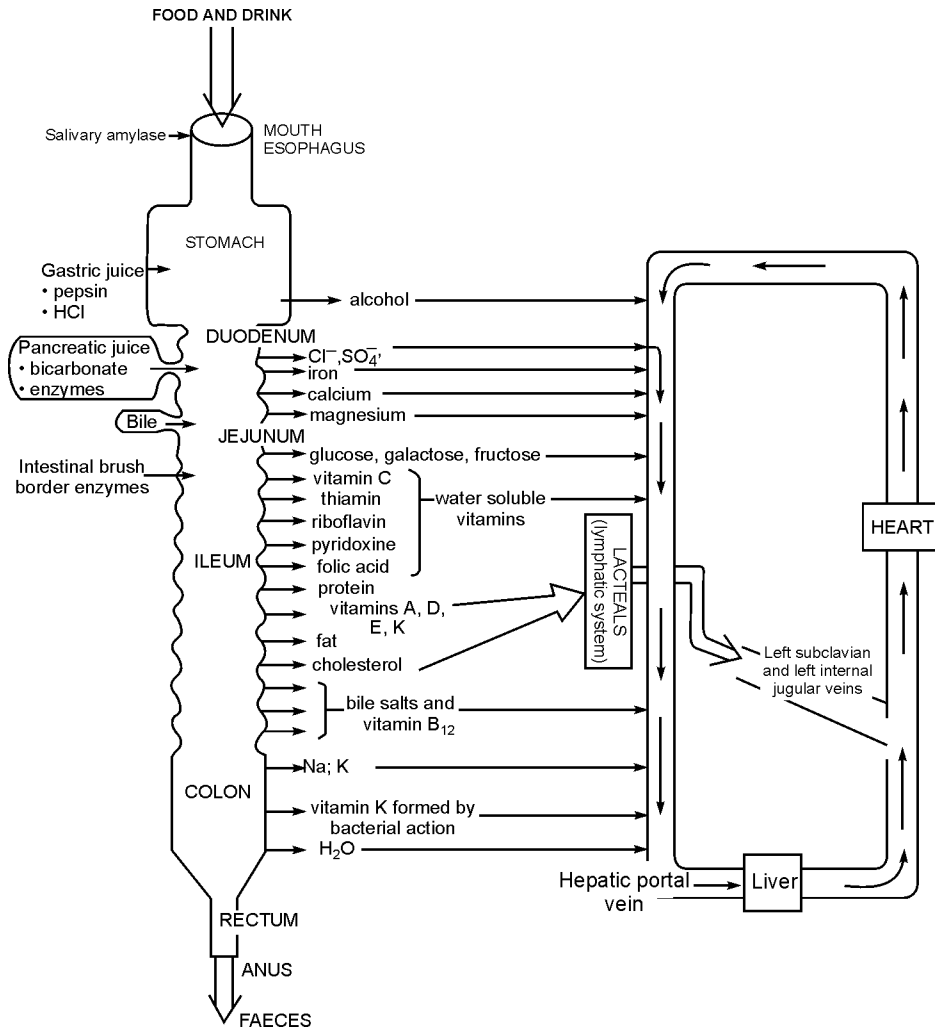 FOOD AND DRINK
Salivary amylase
MOUTH
ESOPHAGUS
STOMACH
Gastric juice
• pepsin
• HCl
alcohol
DUODENUM
Pancreatic juice
• bicarbonate
• enzymes
Cl⁻, SO₄⁻,
iron
calcium
magnesium
Bile
JEJUNUM
glucose, galactose, fructose
Intestinal brush
border enzymes
vitamin C
thiamin
riboflavin
pyridoxine
folic acid
water soluble
vitamins
ILEUM
protein
vitamins A, D,
E, K
fat
cholesterol
LACTEALS
(lymphatic system)
HEART
Left subclavian
and left internal
jugular veins
bile salts and
vitamin B₁₂
Na; K
COLON
vitamin K formed by
bacterial action
H₂O
Hepatic portal
vein
Liver
RECTUM
ANUS
FAECES